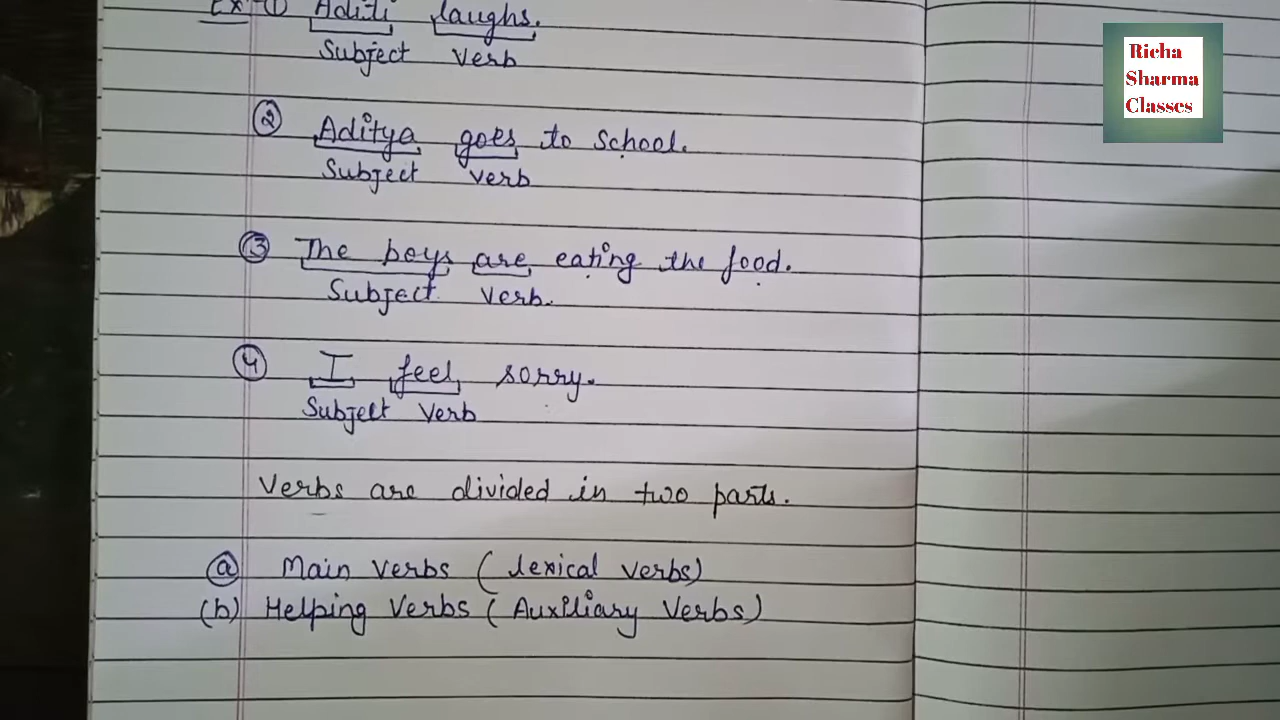 Ex - ① Aditi laughs.
Subject Verb
② Aditya goes to School.
Subject verb
③ The boys are eating the food.
Subject verb.
④ I feel sorry.
Subject verb
Verbs are divided in two parts.
ⓐ Main Verbs (lexical verbs)
(b) Helping Verbs (Auxiliary Verbs)
Richa
Sharma
Classes